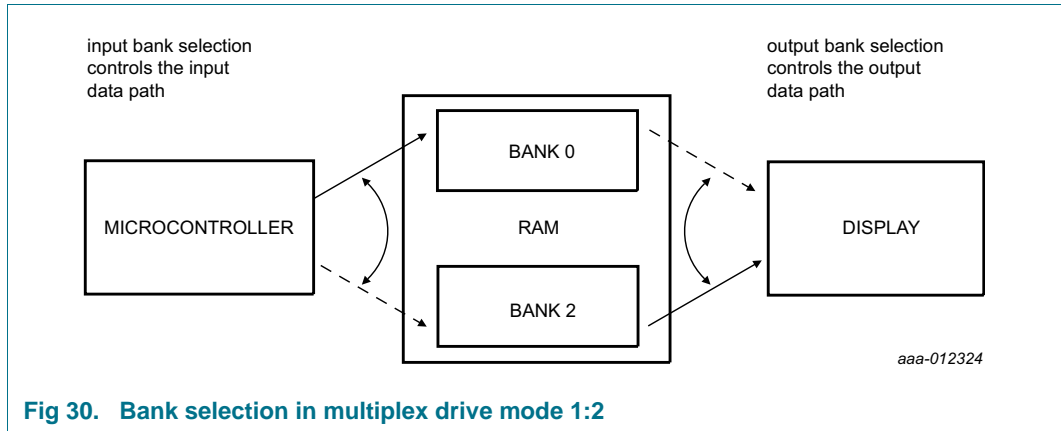 input bank selection
controls the input
data path
output bank selection
controls the output
data path
BANK 0
MICROCONTROLLER
RAM
DISPLAY
BANK 2
aaa-012324
Fig 30. Bank selection in multiplex drive mode 1:2